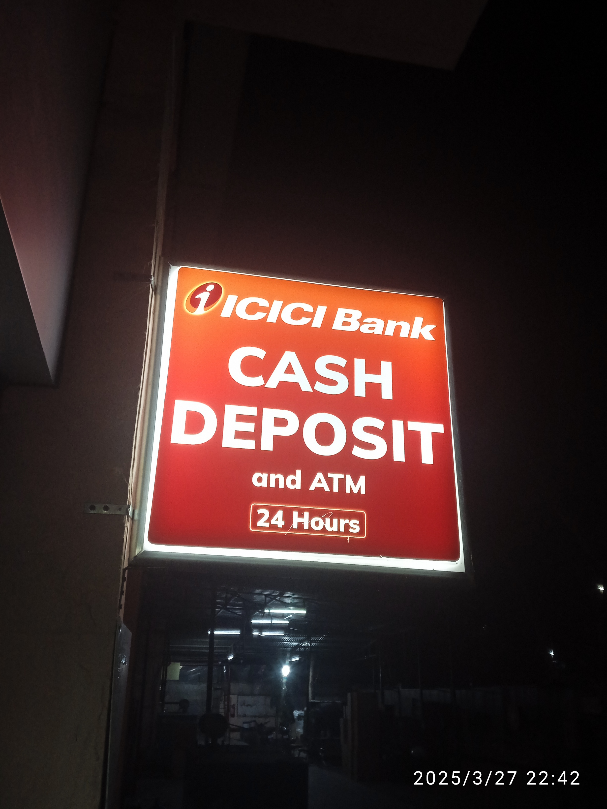 i ICICI Bank
CASH
DEPOSIT
and ATM
24 Hours
2025/3/27 22:42